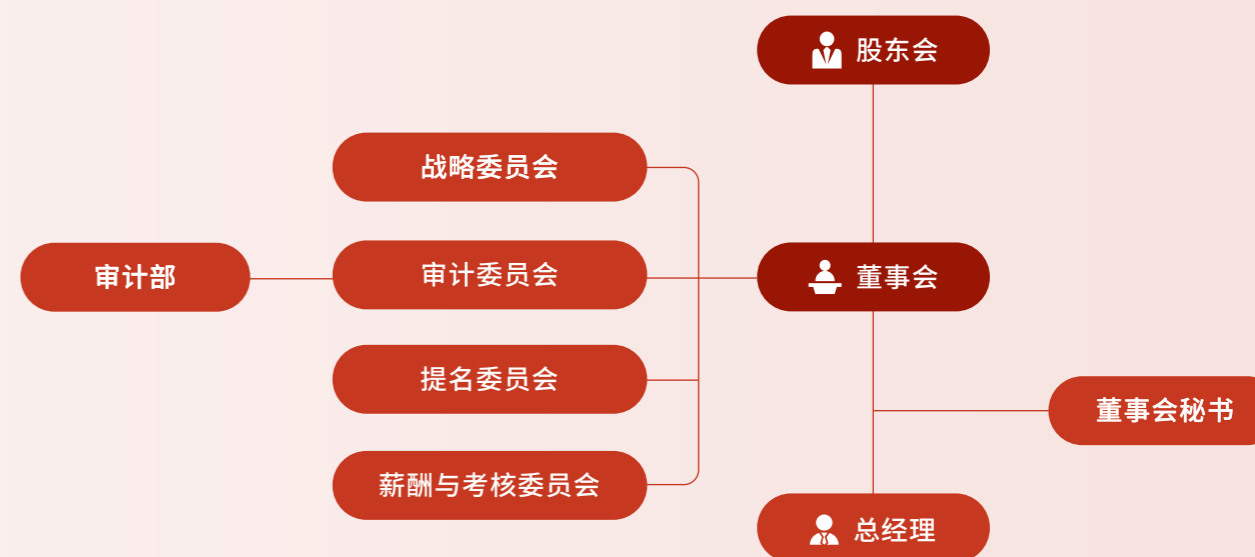 股东会
战略委员会
审计部
审计委员会
董事会
提名委员会
董事会秘书
薪酬与考核委员会
总经理